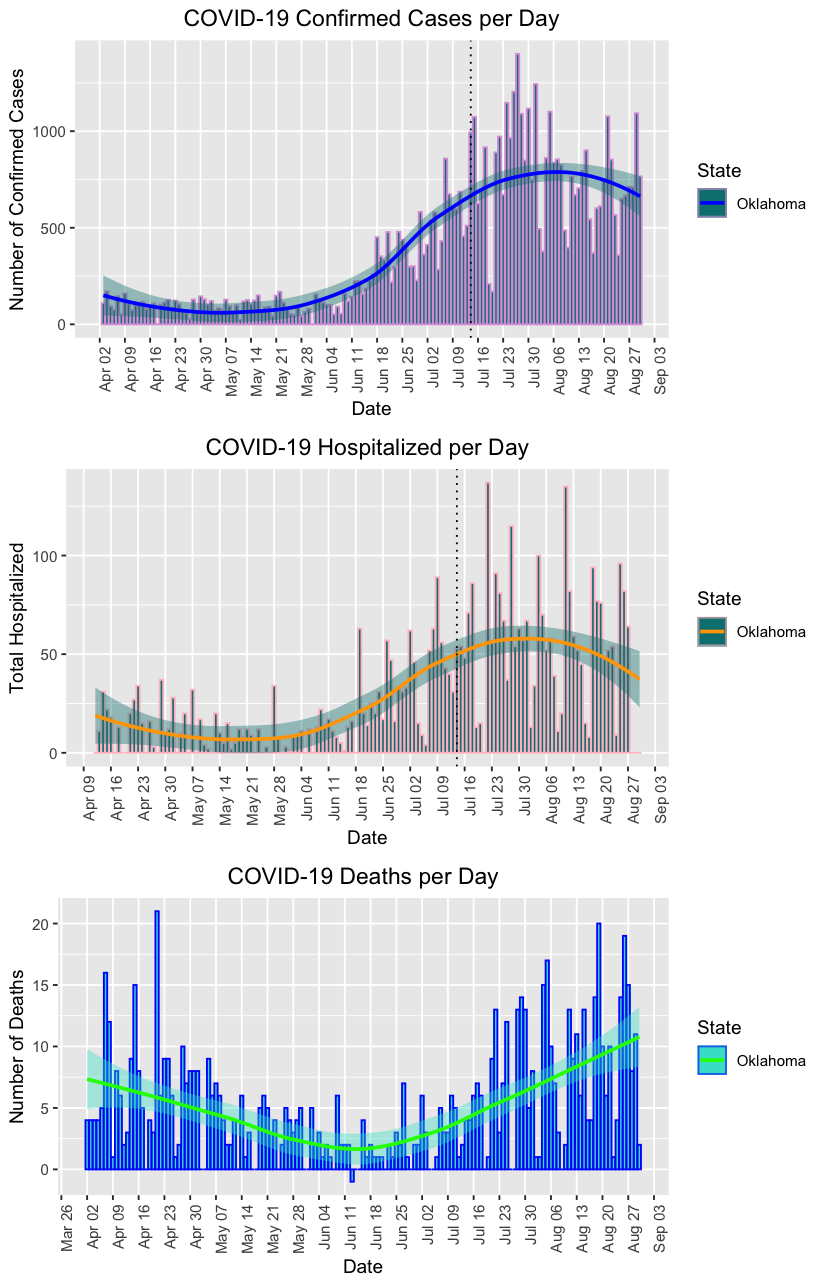 COVID-19 Confirmed Cases per Day
Number of Confirmed Cases
1000
500
0
Apr 02
Apr 09
Apr 16
Apr 23
Apr 30
May 07
May 14
May 21
May 28
Jun 04
Jun 11
Jun 18
Jun 25
Jul 02
Jul 09
Jul 16
Jul 23
Jul 30
Aug 06
Aug 13
Aug 20
Aug 27
Sep 03
Date
State
Oklahoma
COVID-19 Hospitalized per Day
Total Hospitalized
100
50
0
Apr 09
Apr 16
Apr 23
Apr 30
May 07
May 14
May 21
May 28
Jun 04
Jun 11
Jun 18
Jun 25
Jul 02
Jul 09
Jul 16
Jul 23
Jul 30
Aug 06
Aug 13
Aug 20
Aug 27
Sep 03
Date
State
Oklahoma
COVID-19 Deaths per Day
Number of Deaths
20
15
10
5
0
Mar 26
Apr 02
Apr 09
Apr 16
Apr 23
Apr 30
May 07
May 14
May 21
May 28
Jun 04
Jun 11
Jun 18
Jun 25
Jul 02
Jul 09
Jul 16
Jul 23
Jul 30
Aug 06
Aug 13
Aug 20
Aug 27
Sep 03
Date
State
Oklahoma